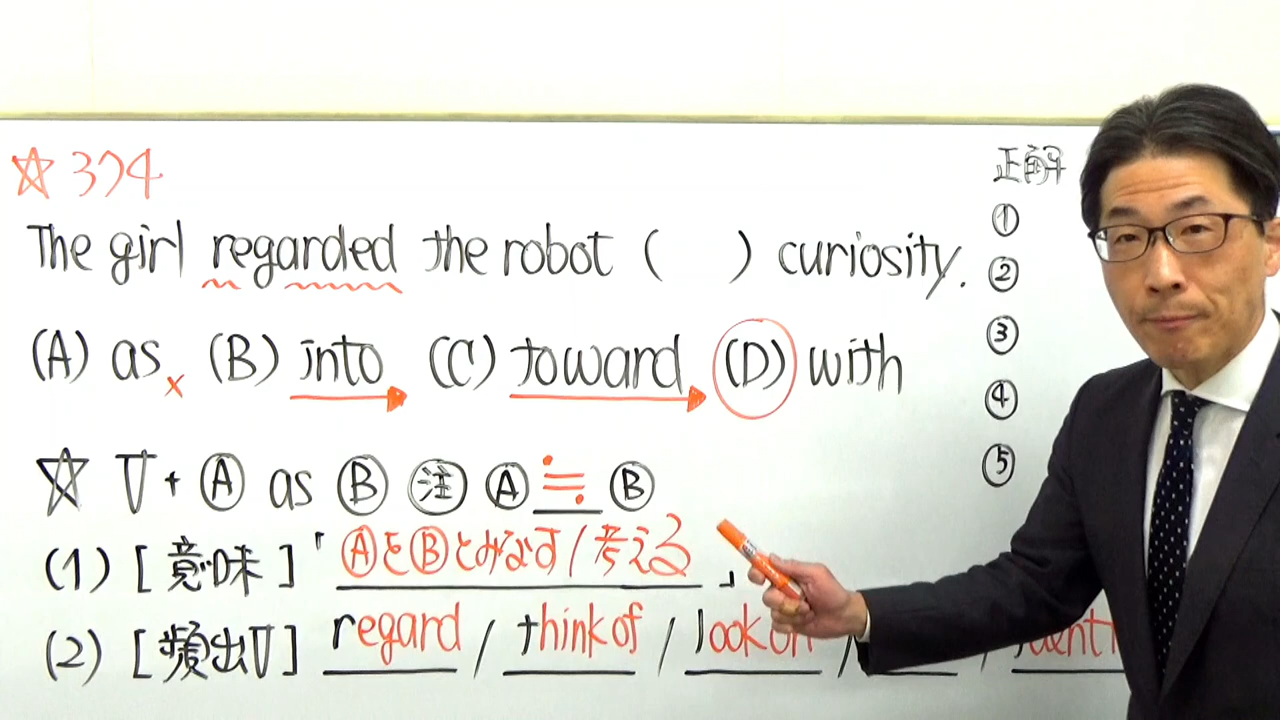 ☆374
正解
The girl regarded the robot (　) curiosity.
(A) as × (B) into (C) toward (D) with
①
②
③
④
⑤
☆ V + Ⓐ as Ⓑ ㊟ Ⓐ ≒ Ⓑ
(1) [意味] 「ⒶをⒷとみなす/考える」
(2) [頻出V] regard / think of / look on /